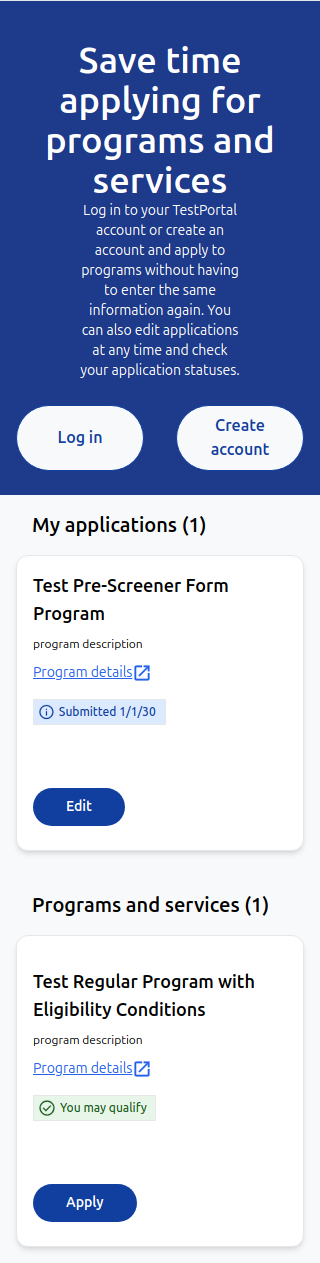 Save time
applying for
programs and
services
Log in to your TestPortal
account or create an
account and apply to
programs without having
to enter the same
information again. You
can also edit applications
at any time and check
your application statuses.
Log in
Create
account
My applications (1)
Test Pre-Screener Form
Program
program description
Program details
Submitted 1/1/30
Edit
Programs and services (1)
Test Regular Program with
Eligibility Conditions
program description
Program details
You may qualify
Apply